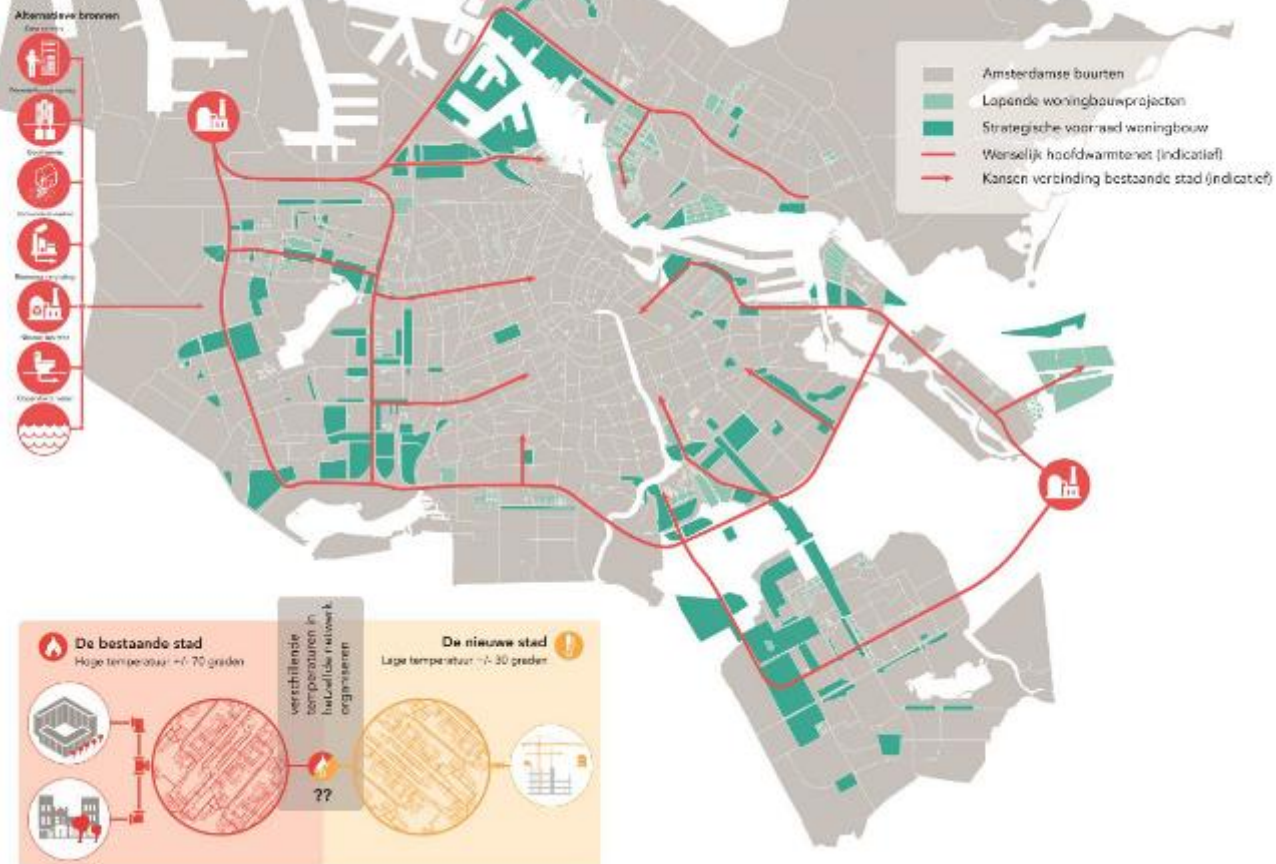 Alternatieve bronnen
Amsterdamse buurten
Lopende woningbouwprojecten
Strategische voorraad woningbouw
Wenselijk hoofdwarmtenet (indicatief)
Kansen verbinding bestaande stad (indicatief)
De bestaande stad
Hoge temperatuur +/- 70 graden
verschillende
temperaturen in
hetzelfde netwerk
organiseren
??
De nieuwe stad
Lage temperatuur +/- 30 graden